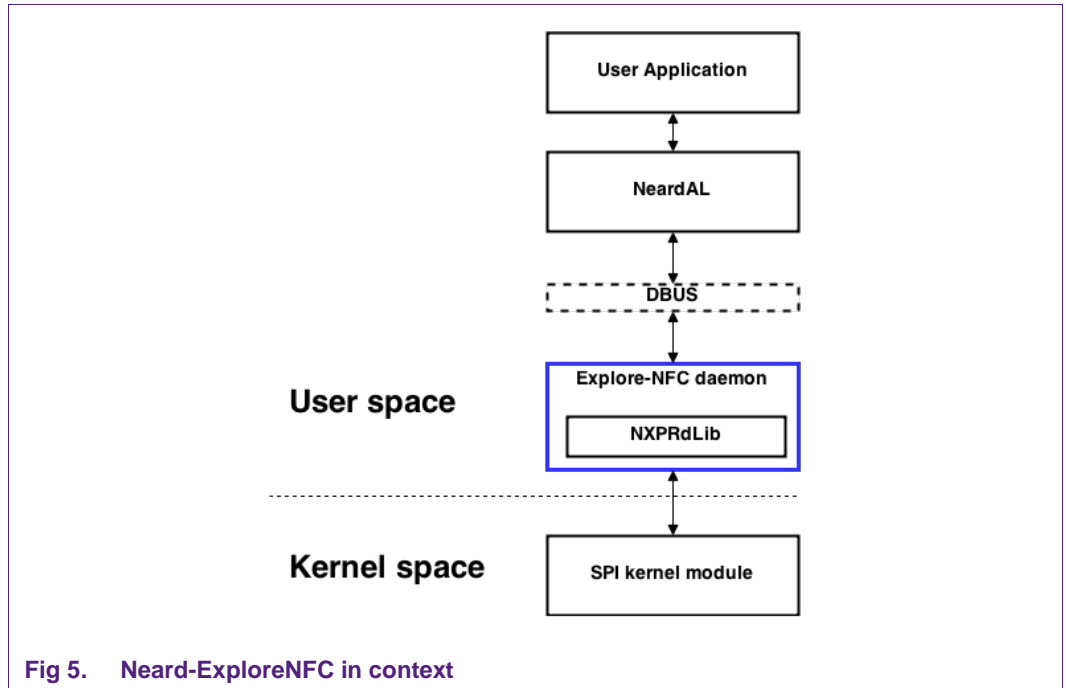 User Application
NeardAL
DBUS
Explore-NFC daemon
User space
NXPRdLib
Kernel space
SPI kernel module
Fig 5. Neard-ExploreNFC in context